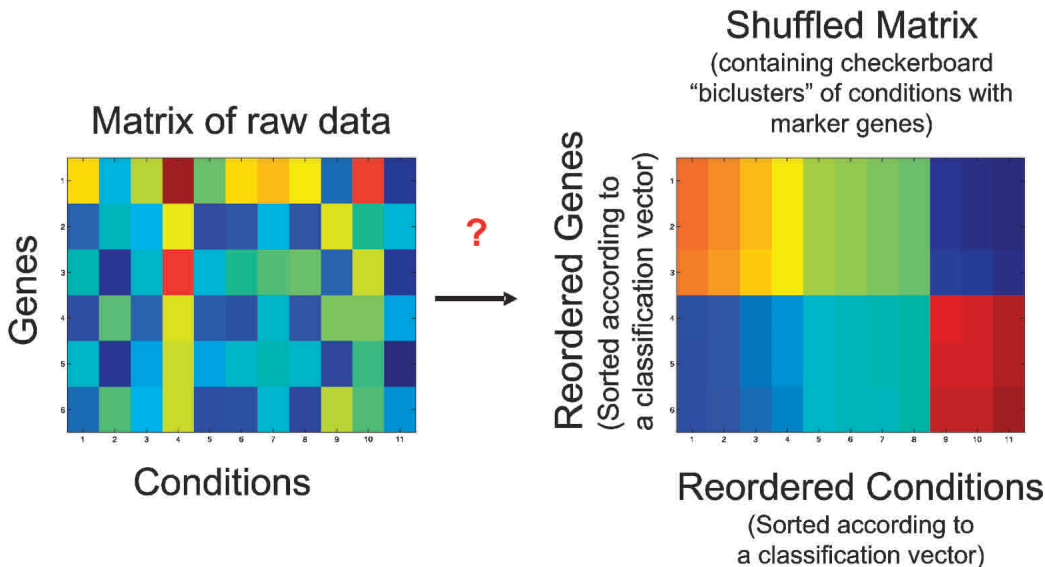 Shuffled Matrix
(containing checkerboard
“biclusters” of conditions with
marker genes)
Matrix of raw data
Genes
1
2
3
4
5
6
1 2 3 4 5 6 7 8 9 10 11
Conditions
?
Reordered Genes
(Sorted according to
a classification vector)
1
2
3
4
5
6
1 2 3 4 5 6 7 8 9 10 11
Reordered Conditions
(Sorted according to
a classification vector)